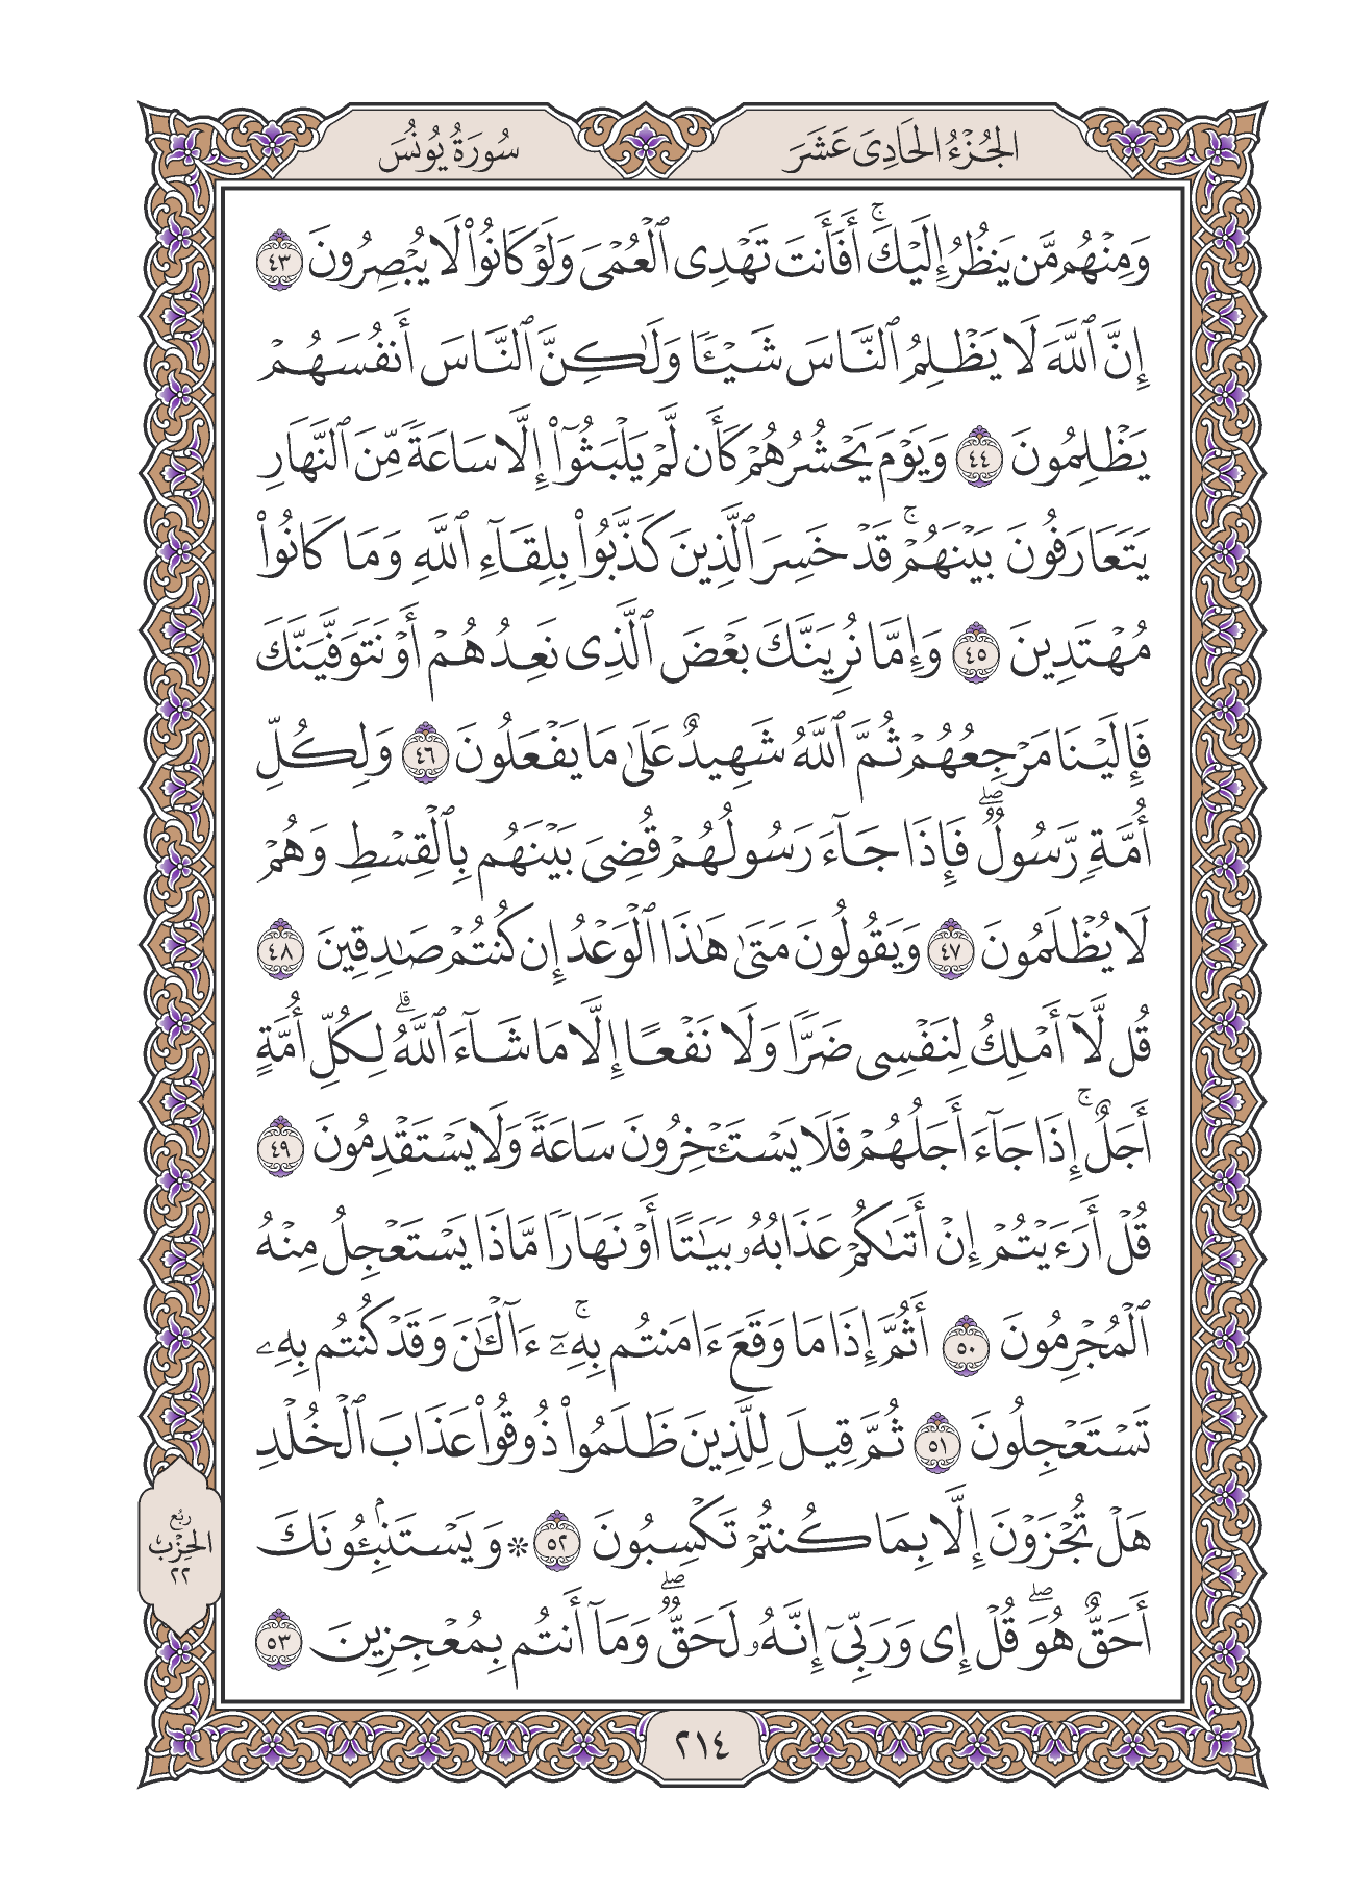 الجُزْءُ الحَادِىَ عَشَرَ
سُورَةُ يُونُسَ
وَمِنْهُم مَّن يَنظُرُ إِلَيْكَۚ أَفَأَنتَ تَهْدِى ٱلْعُمْىَ وَلَوْ كَانُوا۟ لَا يُبْصِرُونَ ٤٣
إِنَّ ٱللَّهَ لَا يَظْلِمُ ٱلنَّاسَ شَيْـًٔا وَلَـٰكِنَّ ٱلنَّاسَ أَنفُسَهُمْ
يَظْلِمُونَ ٤٤ وَيَوْمَ يَحْشُرُهُمْ كَأَن لَّمْ يَلْبَثُوٓا۟ إِلَّا سَاعَةً مِّنَ ٱلنَّهَارِ
يَتَعَارَفُونَ بَيْنَهُمْۚ قَدْ خَسِرَ ٱلَّذِينَ كَذَّبُوا۟ بِلِقَآءِ ٱللَّهِ وَمَا كَانُوا۟
مُهْتَدِينَ ٤٥ وَإِمَّا نُرِيَنَّكَ بَعْضَ ٱلَّذِى نَعِدُهُمْ أَوْ نَتَوَفَّيَنَّكَ
فَإِلَيْنَا مَرْجِعُهُمْ ثُمَّ ٱللَّهُ شَهِيدٌ عَلَىٰ مَا يَفْعَلُونَ ٤٦ وَلِكُلِّ
أُمَّةٍ رَّسُولٌۖ فَإِذَا جَآءَ رَسُولُهُمْ قُضِىَ بَيْنَهُم بِٱلْقِسْطِ وَهُمْ
لَا يُظْلَمُونَ ٤٧ وَيَقُولُونَ مَتَىٰ هَـٰذَا ٱلْوَعْدُ إِن كُنتُمْ صَـٰدِقِينَ ٤٨
قُل لَّآ أَمْلِكُ لِنَفْسِى ضَرًّا وَلَا نَفْعًا إِلَّا مَا شَآءَ ٱللَّهُۗ لِكُلِّ أُمَّةٍ
أَجَلٌۚ إِذَا جَآءَ أَجَلُهُمْ فَلَا يَسْتَـْٔخِرُونَ سَاعَةً وَلَا يَسْتَقْدِمُونَ ٤٩
قُلْ أَرَءَيْتُمْ إِنْ أَتَىٰكُمْ عَذَابُهُۥ بَيَـٰتًا أَوْ نَهَارًا مَّاذَا يَسْتَعْجِلُ مِنْهُ
ٱلْمُجْرِمُونَ ٥٠ أَثُمَّ إِذَا مَا وَقَعَ ءَامَنتُم بِهِۦٓۚ ءَآلْـَٔـٰنَ وَقَدْ كُنتُم بِهِۦ
تَسْتَعْجِلُونَ ٥١ ثُمَّ قِيلَ لِلَّذِينَ ظَلَمُوا۟ ذُوقُوا۟ عَذَابَ ٱلْخُلْدِ
هَلْ تُجْزَوْنَ إِلَّا بِمَا كُنتُمْ تَكْسِبُونَ ٥٢ ۞ وَيَسْتَنۢبِـُٔونَكَ
أَحَقٌّ هُوَۖ قُلْ إِى وَرَبِّىٓ إِنَّهُۥ لَحَقٌّۖ وَمَآ أَنتُم بِمُعْجِزِينَ ٥٣
رُبُع
الحِزْب
٢٢
٢١٤